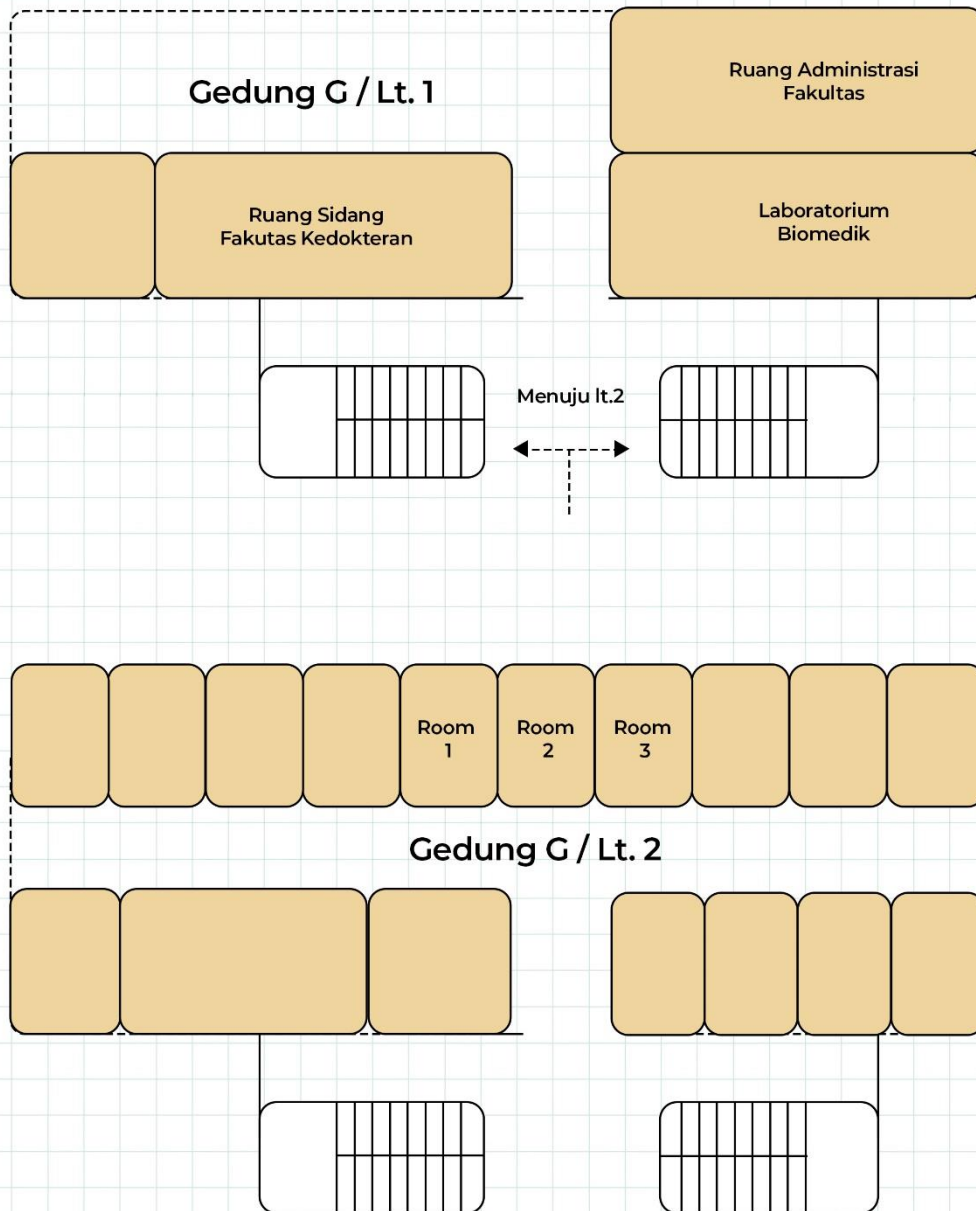 Gedung G / Lt. 1
Ruang Administrasi
Fakultas
Ruang Sidang
Fakutas Kedokteran
Laboratorium
Biomedik
Menuju lt.2
Room
1
Room
2
Room
3
Gedung G / Lt. 2